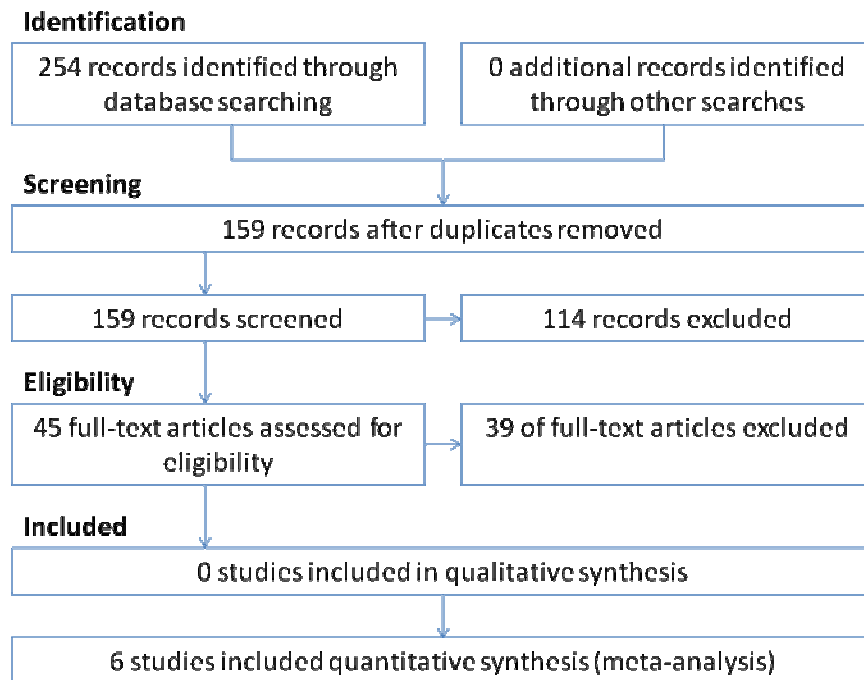 Identification
254 records identified through
database searching
0 additional records identified
through other searches
Screening
159 records after duplicates removed
159 records screened
114 records excluded
Eligibility
45 full-text articles assessed for
eligibility
39 of full-text articles excluded
Included
0 studies included in qualitative synthesis
6 studies included quantitative synthesis (meta-analysis)